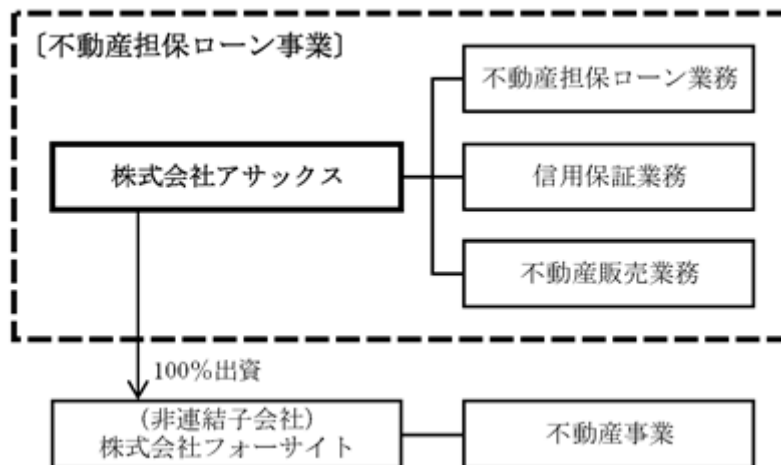 〔不動産担保ローン事業〕
不動産担保ローン業務
株式会社アサックス
信用保証業務
不動産販売業務
100%出資
(非連結子会社)
株式会社フォーサイト
不動産事業